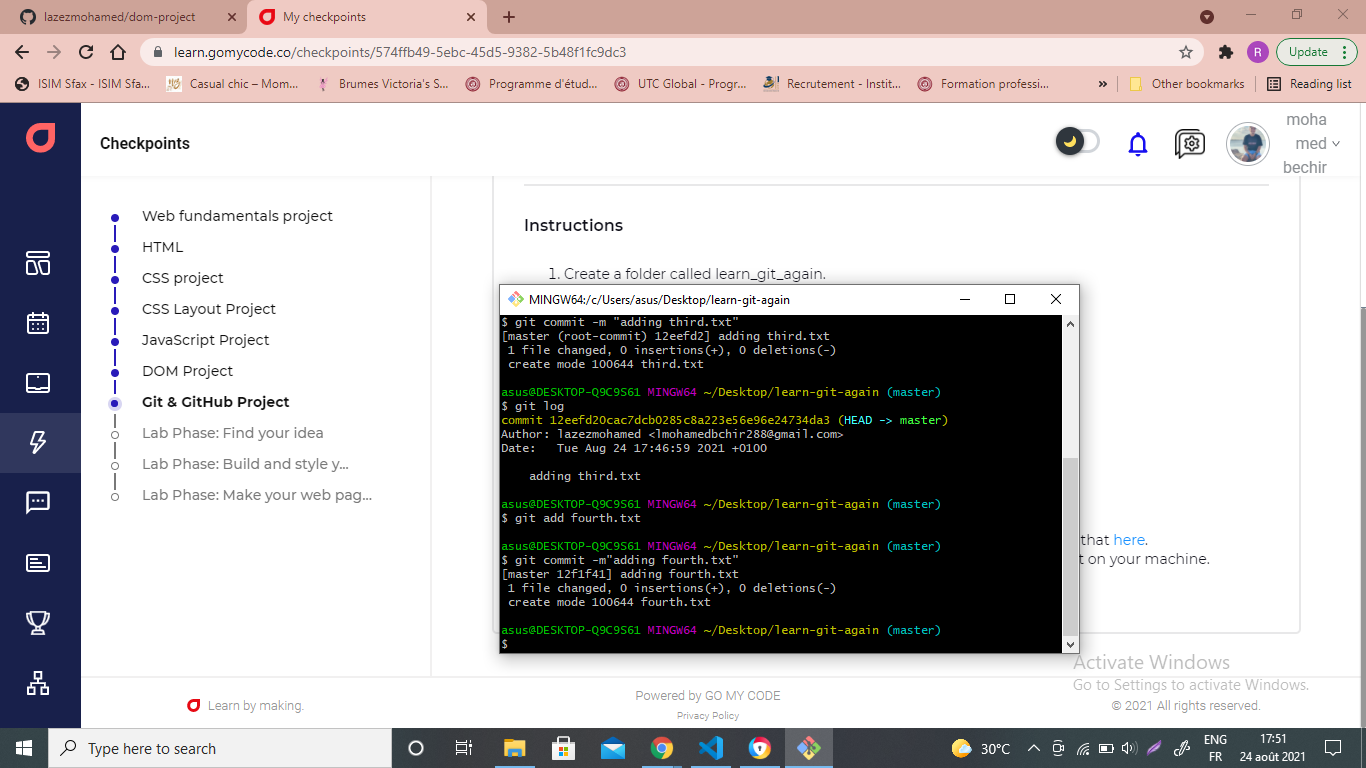 lazezmohamed/dom-project
My checkpoints
learn.gomycode.co/checkpoints/574ffb49-5ebc-45d5-9382-5b48f1fc9dc3
R
Update
ISIM Sfax - ISIM Sfa...
Casual chic – Mom...
Brumes Victoria's S...
Programme d'étud...
UTC Global - Progr...
Recrutement - Instit...
Formation professi...
»
Other bookmarks
Reading list
Checkpoints
moha
med
bechir
Web fundamentals project
HTML
CSS project
CSS Layout Project
JavaScript Project
DOM Project
Git & GitHub Project
Lab Phase: Find your idea
Lab Phase: Build and style y...
Lab Phase: Make your web pag...
Instructions
1. Create a folder called learn_git_again.
MINGW64:/c/Users/asus/Desktop/learn-git-again
$ git commit -m "adding third.txt"
[master (root-commit) 12eefd2] adding third.txt
1 file changed, 0 insertions(+), 0 deletions(-)
create mode 100644 third.txt
asus@DESKTOP-Q9C9S61 MINGW64 ~/Desktop/learn-git-again (master)
$ git log
commit 12eefd20cac7dcb0285c8a223e56e96e24734da3 (HEAD -> master)
Author: lazezmohamed <lmohamedbchir288@gmail.com>
Date:   Tue Aug 24 17:46:59 2021 +0100
adding third.txt
asus@DESKTOP-Q9C9S61 MINGW64 ~/Desktop/learn-git-again (master)
$ git add fourth.txt
asus@DESKTOP-Q9C9S61 MINGW64 ~/Desktop/learn-git-again (master)
$ git commit -m"adding fourth.txt"
[master 12f1f41] adding fourth.txt
1 file changed, 0 insertions(+), 0 deletions(-)
create mode 100644 fourth.txt
asus@DESKTOP-Q9C9S61 MINGW64 ~/Desktop/learn-git-again (master)
$
that here.
t on your machine.
Activate Windows
Go to Settings to activate Windows.
Learn by making.
Powered by GO MY CODE
Privacy Policy
© 2021 All rights reserved.
Type here to search
30°C
ENG
FR
17:51
24 août 2021